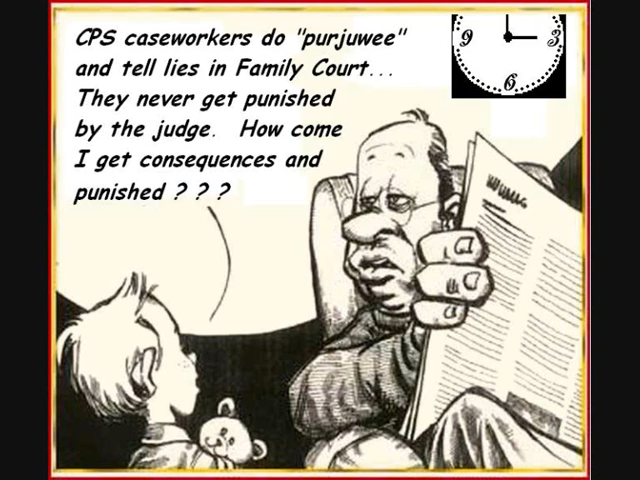 CPS caseworkers do "purjuwee"
and tell lies in Family Court...
They never get punished
by the judge. How come
I get consequences and
punished ? ? ?
9 3
6